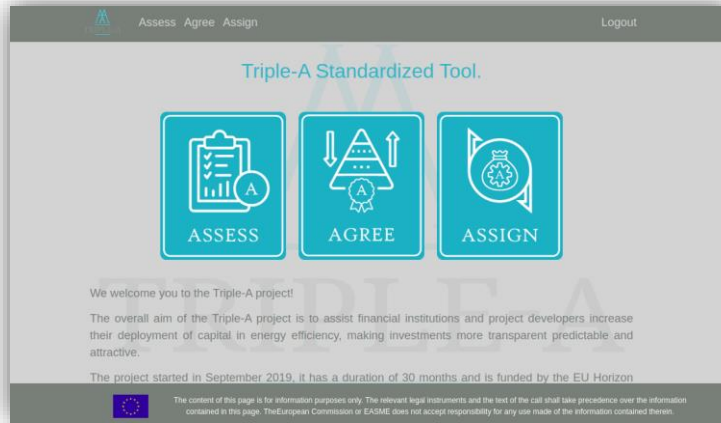 Assess Agree Assign
Logout
Triple-A Standardized Tool.
A
A
A
ASSESS
AGREE
ASSIGN
TRIPLE-A
We welcome you to the Triple-A project!
The overall aim of the Triple-A project is to assist financial institutions and project developers increase
their deployment of capital in energy efficiency, making investments more transparent predictable and
attractive.
The project started in September 2019, it has a duration of 30 months and is funded by the EU Horizon
The content of this page is for information purposes only. The relevant legal instruments and the text of the call shall take precedence over the information
contained in this page. TheEuropean Commission or EASME does not accept responsibility for any use made of the information contained therein.